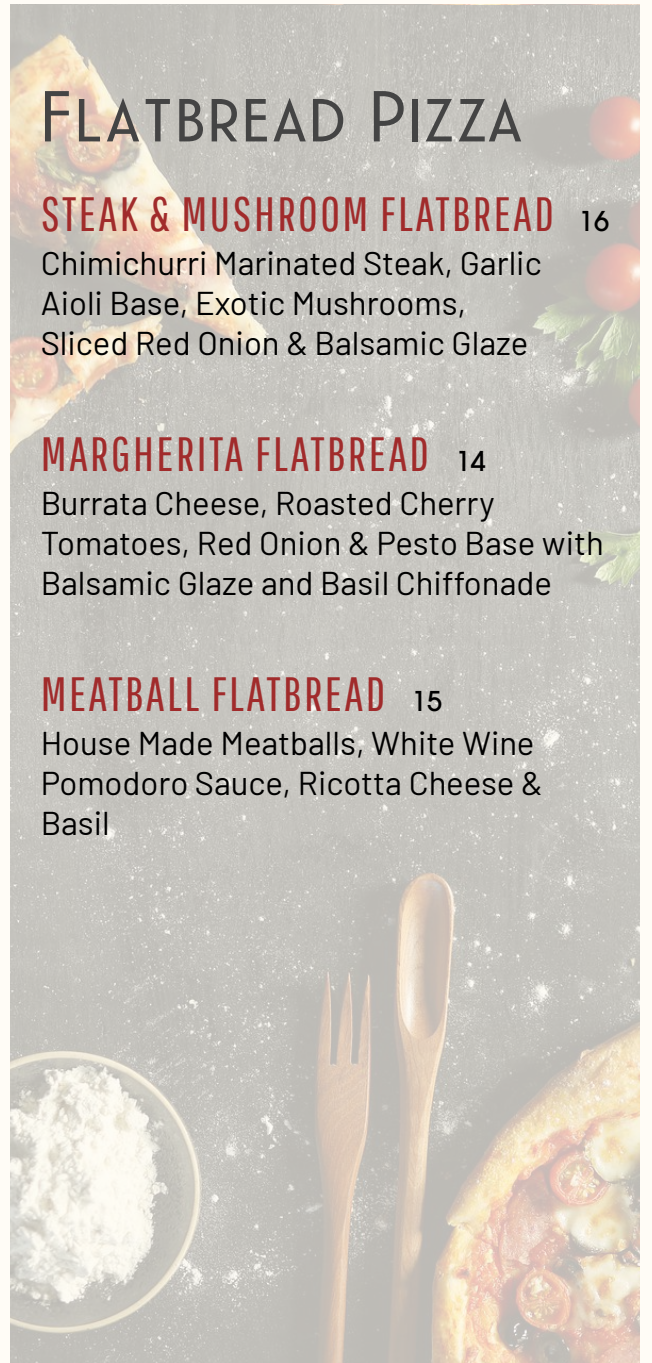 Flatbread Pizza
STEAK & MUSHROOM FLATBREAD 16
Chimichurri Marinated Steak, Garlic
Aioli Base, Exotic Mushrooms,
Sliced Red Onion & Balsamic Glaze
MARGHERITA FLATBREAD 14
Burrata Cheese, Roasted Cherry
Tomatoes, Red Onion & Pesto Base with
Balsamic Glaze and Basil Chiffonade
MEATBALL FLATBREAD 15
House Made Meatballs, White Wine
Pomodoro Sauce, Ricotta Cheese &
Basil